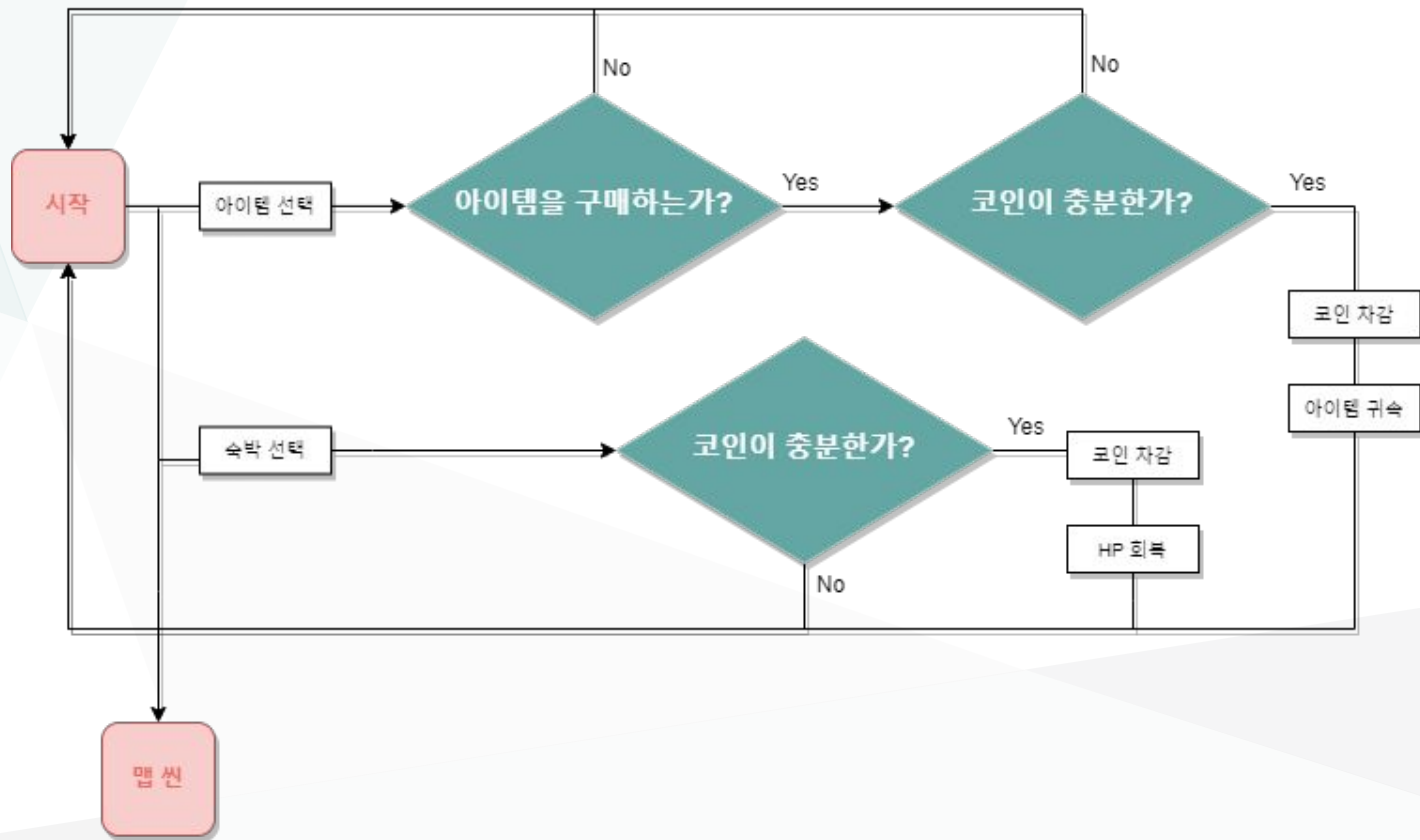 No
No
시작
아이템 선택
아이템을 구매하는가?
Yes
코인이 충분한가?
Yes
코인 차감
아이템 귀속
숙박 선택
코인이 충분한가?
Yes
코인 차감
HP 회복
No
맵 씬